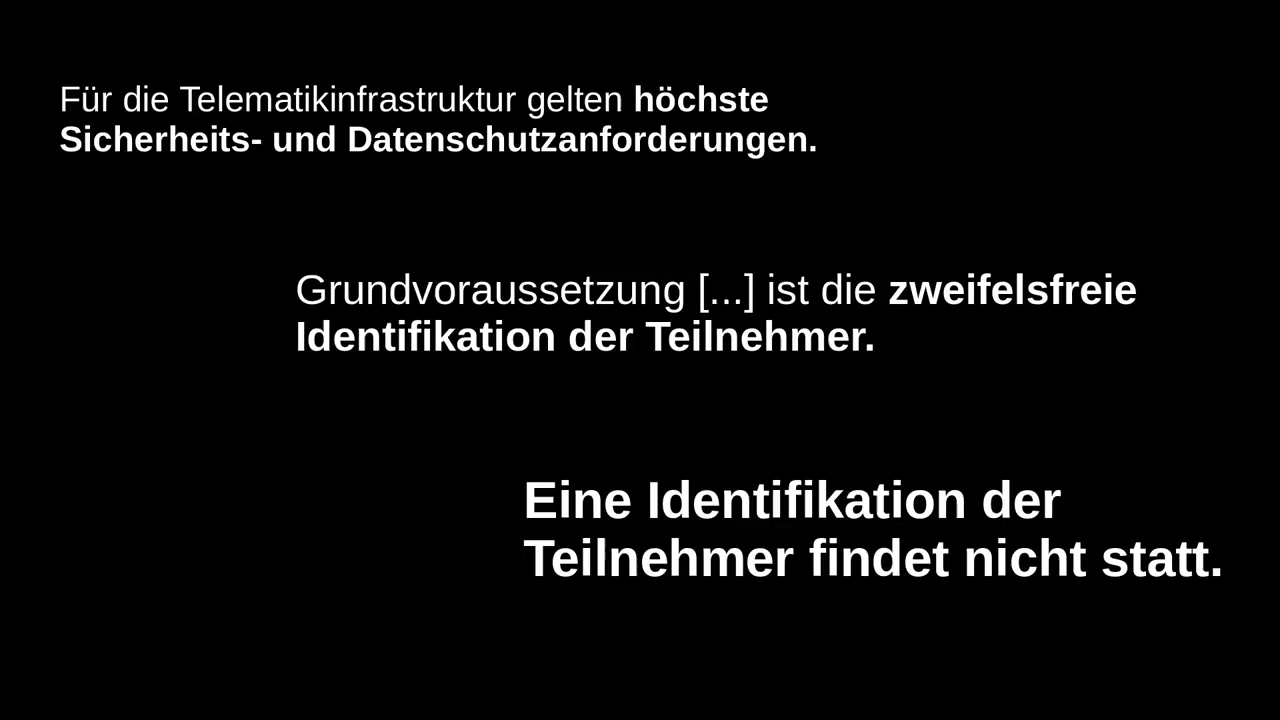 Für die Telematikinfrastruktur gelten höchste
Sicherheits- und Datenschutzanforderungen.
Grundvoraussetzung [...] ist die zweifelsfreie
Identifikation der Teilnehmer.
Eine Identifikation der
Teilnehmer findet nicht statt.